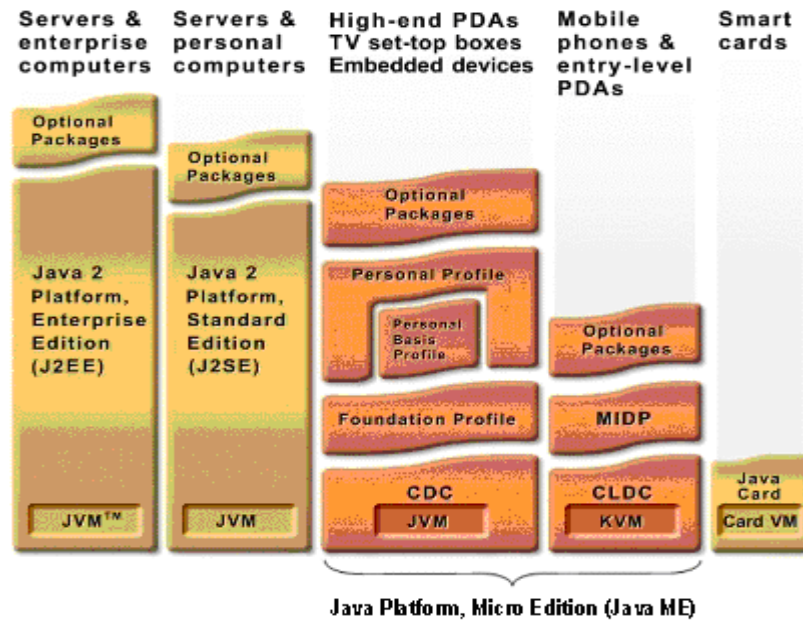 Servers &
enterprise
computers
Servers &
personal
computers
High-end PDAs
TV set-top boxes
Embedded devices
Mobile
phones &
entry-level
PDAs
Smart
cards
Optional
Packages
Optional
Packages
Optional
Packages
Java 2
Platform,
Enterprise
Edition
(J2EE)
Java 2
Platform,
Standard
Edition
(J2SE)
Personal Profile
Personal
Basis
Profile
Optional
Packages
Foundation Profile
MIDP
CDC
CLDC
Java
Card
JVM™
JVM
JVM
KVM
Card VM
Java Platform, Micro Edition (Java ME)